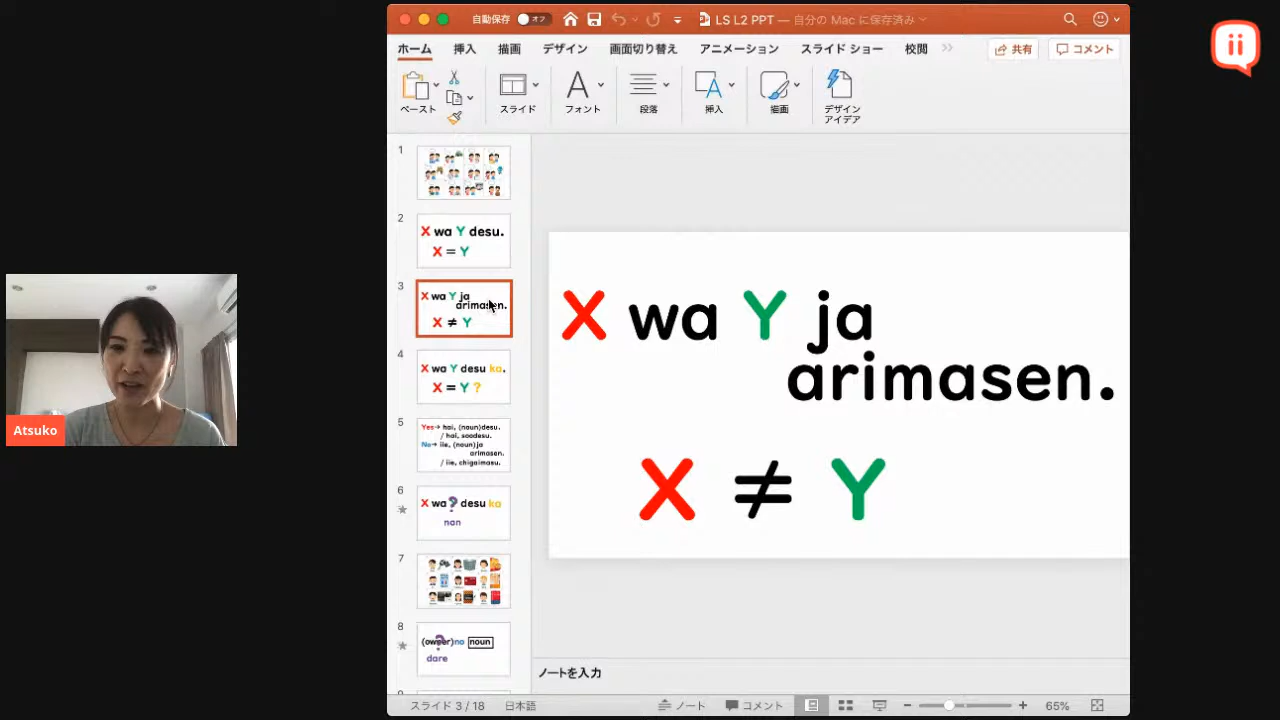 自動保存 オフ
LS L2 PPT — 自分の Mac に保存済み
ii
ホーム 挿入 描画 デザイン 画面切り替え アニメーション スライド ショー 校閲 >> 共有 コメント
ペースト スライド フォント 段落 挿入 描画 デザイン
アイデア
1
2
X wa Y desu.
X = Y
3
X wa Y ja
arimasen.
X ≠ Y
4
X wa Y desu ka.
X = Y ?
5
Yes→ hai, (noun)desu.
/ hai, soodesu.
No→ iie, (noun)ja
arimasen.
/ iie, chigaimasu.
6
X wa ? desu ka
nan
7
8
(owner)no noun
?
dare
X wa Y ja
arimasen.
X ≠ Y
Atsuko
ノートを入力
スライド 3 / 18 日本語 ノート コメント 65%